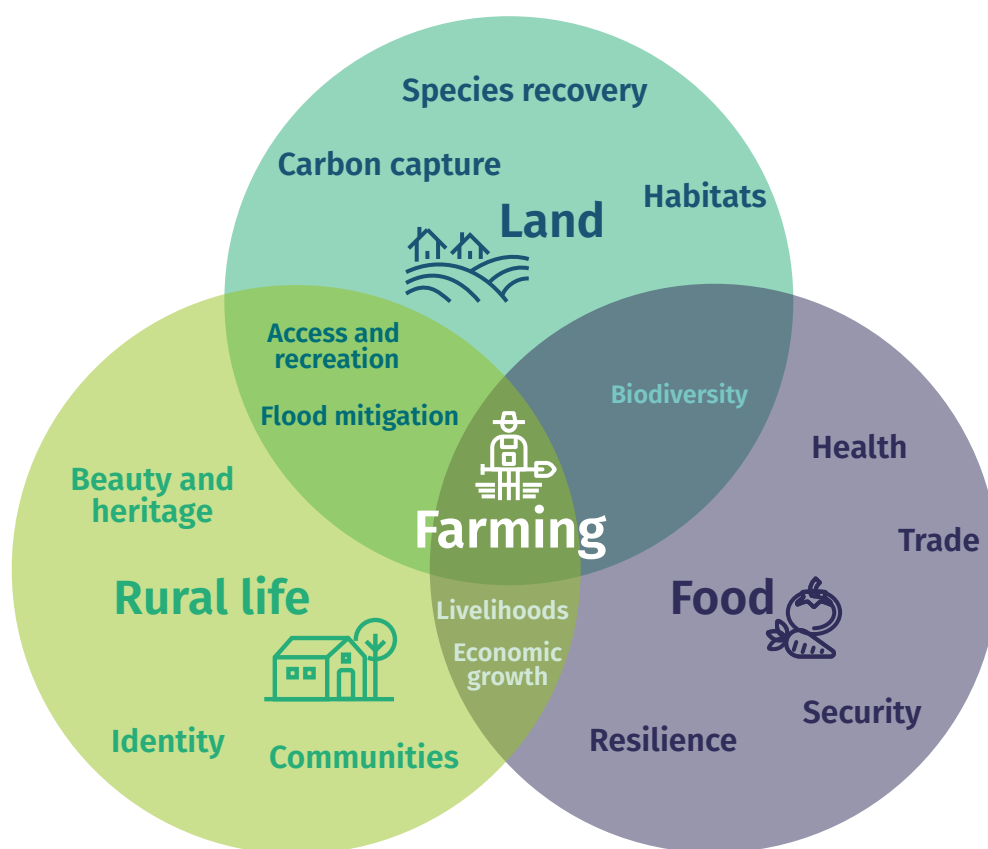 Species recovery
Carbon capture
Habitats
Land
Access and
recreation
Flood mitigation
Biodiversity
Health
Beauty and
heritage
Farming
Trade
Rural life
Food
Livelihoods
Economic
growth
Security
Resilience
Identity
Communities